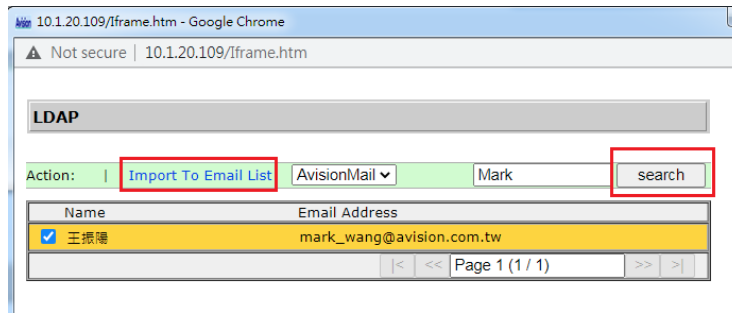 Avision 10.1.20.109/Iframe.htm - Google Chrome
Not secure | 10.1.20.109/Iframe.htm
LDAP
Action: | Import To Email List AvisionMail Mark search
Name Email Address
王振陽 mark_wang@avision.com.tw
|< << Page 1 (1 / 1) >> >|